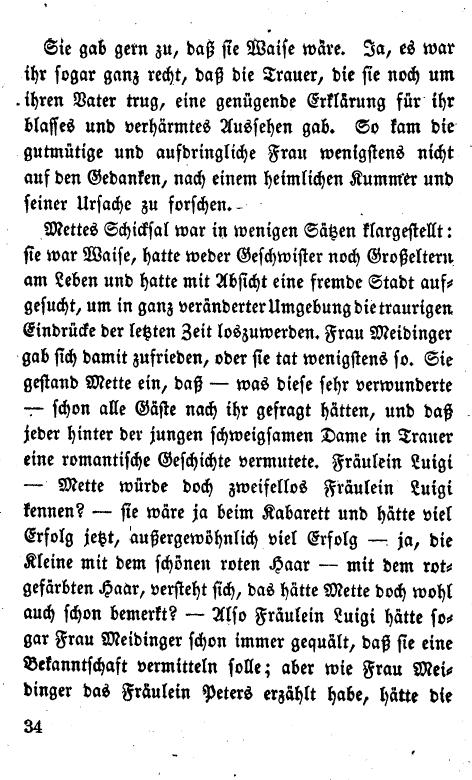 Sie gab gern zu, daß sie Waise wäre. Ja, es war
ihr sogar ganz recht, daß die Trauer, die sie noch um
ihren Vater trug, eine genügende Erklärung für ihr
blasses und verhärmtes Aussehen gab. So kam die
gutmütige und aufdringliche Frau wenigstens nicht
auf den Gedanken, nach einem heimlichen Kummer und
seiner Ursache zu forschen.
Mettes Schicksal war in wenigen Sätzen klargestellt:
sie war Waise, hatte weder Geschwister noch Großeltern
am Leben und hatte mit Absicht eine fremde Stadt auf-
gesucht, um in ganz veränderter Umgebung die traurigen
Eindrücke der letzten Zeit loszuwerden. Frau Meidinger
gab sich damit zufrieden, oder sie tat wenigstens so. Sie
gestand Mette ein, daß — was diese sehr verwunderte
— schon alle Gäste nach ihr gefragt hätten, und daß
jeder hinter der jungen schweigsamen Dame in Trauer
eine romantische Geschichte vermutete. Fräulein Luigi
— Mette würde doch zweifellos Fräulein Luigi
kennen? — sie wäre ja beim Kabarett und hätte viel
Erfolg jetzt, außergewöhnlich viel Erfolg — ja, die
Kleine mit dem schönen roten Haar — mit dem rot-
gefärbten Haar, versteht sich, das hätte Mette doch wohl
auch schon bemerkt? — Also Fräulein Luigi hätte so-
gar Frau Meidinger schon immer gequält, daß sie eine
Bekanntschaft vermitteln solle; aber wie Frau Mei-
dinger das Fräulein Peters erzählt habe, hätte die
34